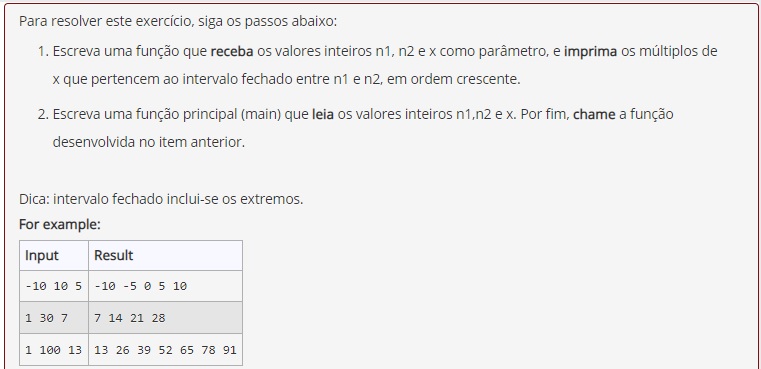 Para resolver este exercício, siga os passos abaixo:
1. Escreva uma função que receba os valores inteiros n1, n2 e x como parâmetro, e imprima os múltiplos de
x que pertencem ao intervalo fechado entre n1 e n2, em ordem crescente.
2. Escreva uma função principal (main) que leia os valores inteiros n1,n2 e x. Por fim, chame a função
desenvolvida no item anterior.
Dica: intervalo fechado inclui-se os extremos.
For example:
Input Result
-10 10 5 -10 -5 0 5 10
1 30 7 7 14 21 28
1 100 13 13 26 39 52 65 78 91